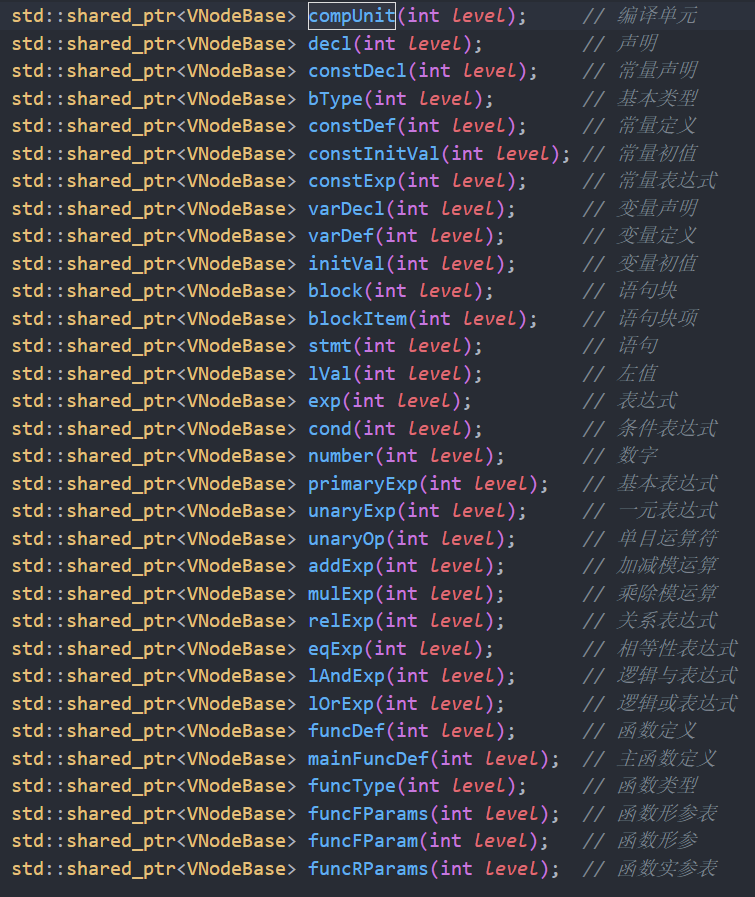 std::shared_ptr<VNodeBase> compUnit(int level);     // 编译单元
std::shared_ptr<VNodeBase> decl(int level);         // 声明
std::shared_ptr<VNodeBase> constDecl(int level);    // 常量声明
std::shared_ptr<VNodeBase> bType(int level);        // 基本类型
std::shared_ptr<VNodeBase> constDef(int level);     // 常量定义
std::shared_ptr<VNodeBase> constInitVal(int level); // 常量初值
std::shared_ptr<VNodeBase> constExp(int level);     // 常量表达式
std::shared_ptr<VNodeBase> varDecl(int level);      // 变量声明
std::shared_ptr<VNodeBase> varDef(int level);       // 变量定义
std::shared_ptr<VNodeBase> initVal(int level);      // 变量初值
std::shared_ptr<VNodeBase> block(int level);        // 语句块
std::shared_ptr<VNodeBase> blockItem(int level);    // 语句块项
std::shared_ptr<VNodeBase> stmt(int level);         // 语句
std::shared_ptr<VNodeBase> lVal(int level);         // 左值
std::shared_ptr<VNodeBase> exp(int level);          // 表达式
std::shared_ptr<VNodeBase> cond(int level);         // 条件表达式
std::shared_ptr<VNodeBase> number(int level);       // 数字
std::shared_ptr<VNodeBase> primaryExp(int level);   // 基本表达式
std::shared_ptr<VNodeBase> unaryExp(int level);     // 一元表达式
std::shared_ptr<VNodeBase> unaryOp(int level);      // 单目运算符
std::shared_ptr<VNodeBase> addExp(int level);       // 加减模运算
std::shared_ptr<VNodeBase> mulExp(int level);       // 乘除模运算
std::shared_ptr<VNodeBase> relExp(int level);       // 关系表达式
std::shared_ptr<VNodeBase> eqExp(int level);        // 相等性表达式
std::shared_ptr<VNodeBase> lAndExp(int level);      // 逻辑与表达式
std::shared_ptr<VNodeBase> lOrExp(int level);       // 逻辑或表达式
std::shared_ptr<VNodeBase> funcDef(int level);      // 函数定义
std::shared_ptr<VNodeBase> mainFuncDef(int level);  // 主函数定义
std::shared_ptr<VNodeBase> funcType(int level);     // 函数类型
std::shared_ptr<VNodeBase> funcFParams(int level);  // 函数形参表
std::shared_ptr<VNodeBase> funcFParam(int level);   // 函数形参
std::shared_ptr<VNodeBase> funcRParams(int level);  // 函数实参表